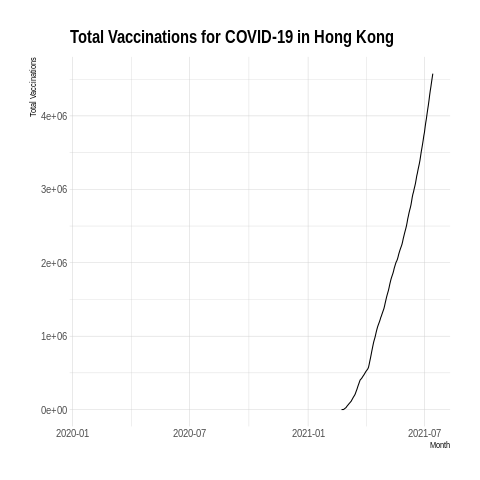 Total Vaccinations for COVID-19 in Hong Kong
Total Vaccinations
4e+06
3e+06
2e+06
1e+06
0e+00
2020-01 2020-07 2021-01 2021-07
Month